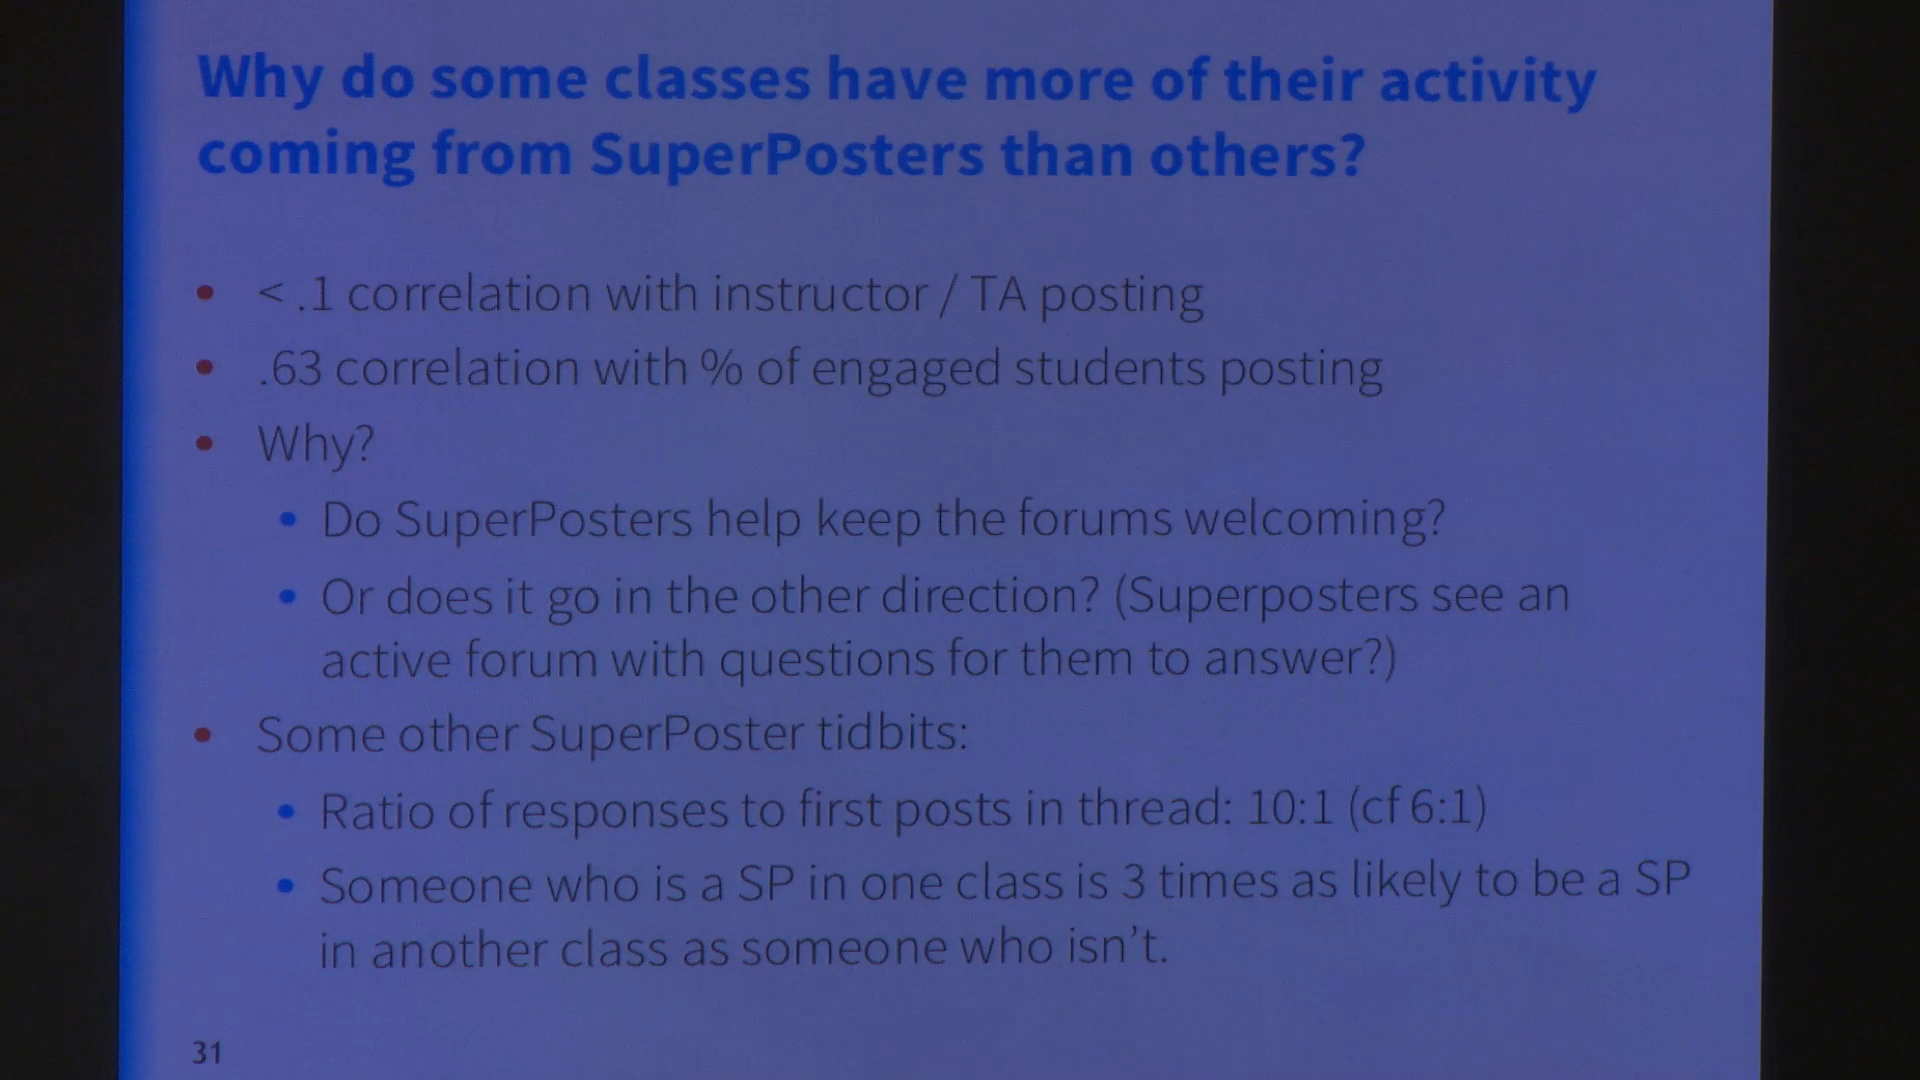 Why do some classes have more of their activity
coming from SuperPosters than others?
• < .1 correlation with instructor / TA posting
• .63 correlation with % of engaged students posting
• Why?
• Do SuperPosters help keep the forums welcoming?
• Or does it go in the other direction? (Superposters see an
active forum with questions for them to answer?)
• Some other SuperPoster tidbits:
• Ratio of responses to first posts in thread: 10:1 (cf 6:1)
• Someone who is a SP in one class is 3 times as likely to be a SP
in another class as someone who isn't.
31